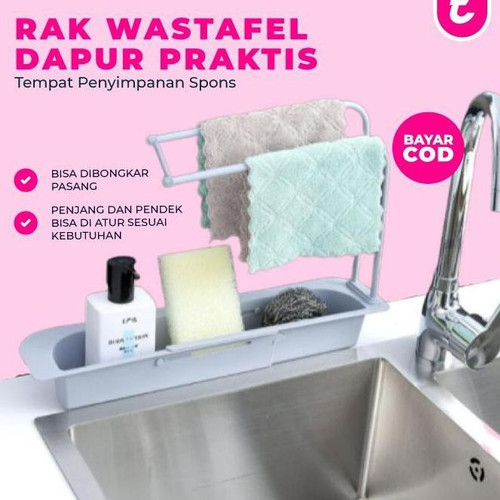 RAK WASTAFEL
DAPUR PRAKTIS
Tempat Penyimpanan Spons
t
BAYAR
COD
BISA DIBONGKAR
PASANG
PENJANG DAN PENDEK
BISA DI ATUR SESUAI
KEBUTUHAN